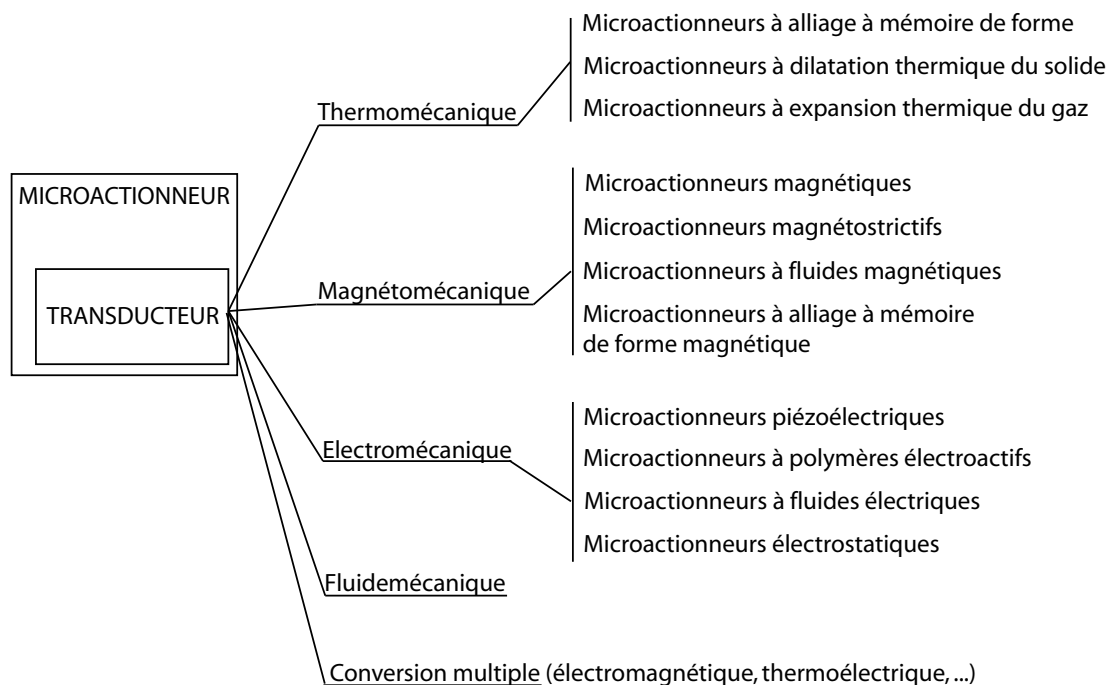 MICROACTIONNEUR
TRANSDUCTEUR
Thermomécanique
Microactionneurs à alliage à mémoire de forme
Microactionneurs à dilatation thermique du solide
Microactionneurs à expansion thermique du gaz
Magnétomécanique
Microactionneurs magnétiques
Microactionneurs magnétostrictifs
Microactionneurs à fluides magnétiques
Microactionneurs à alliage à mémoire
de forme magnétique
Electromécanique
Microactionneurs piézoélectriques
Microactionneurs à polymères électroactifs
Microactionneurs à fluides électriques
Microactionneurs électrostatiques
Fluidemécanique
Conversion multiple (électromagnétique, thermoélectrique, ...)